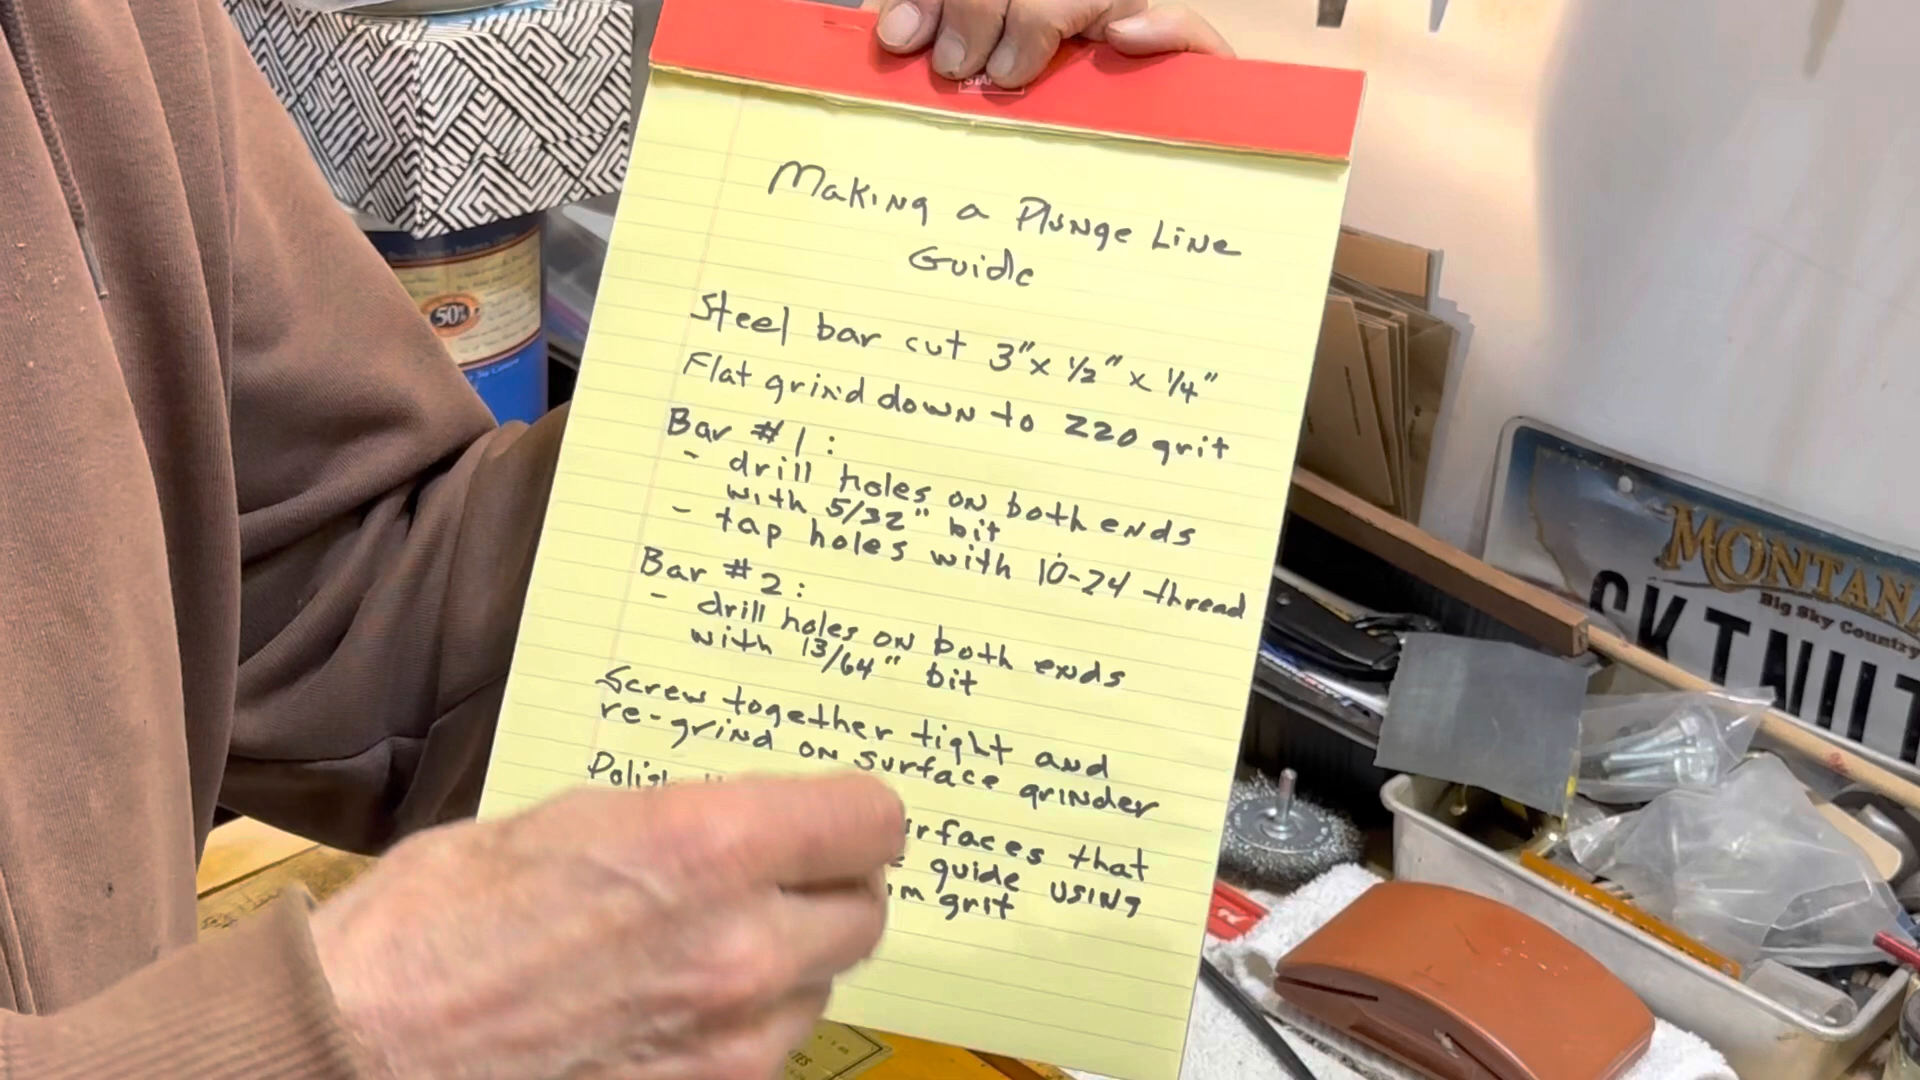 Making a Plunge Line
Guide
Steel bar cut 3" x 1/2" x 1/4"
Flat grind down to 220 grit
Bar #1:
- drill holes on both ends
with 5/32" bit
- tap holes with 10-24 thread
Bar #2:
- drill holes on both ends
with 13/64" bit
Screw together tight and
re-grind on surface grinder
that
guide using
grit
50%
MONTANA
Big Sky Country